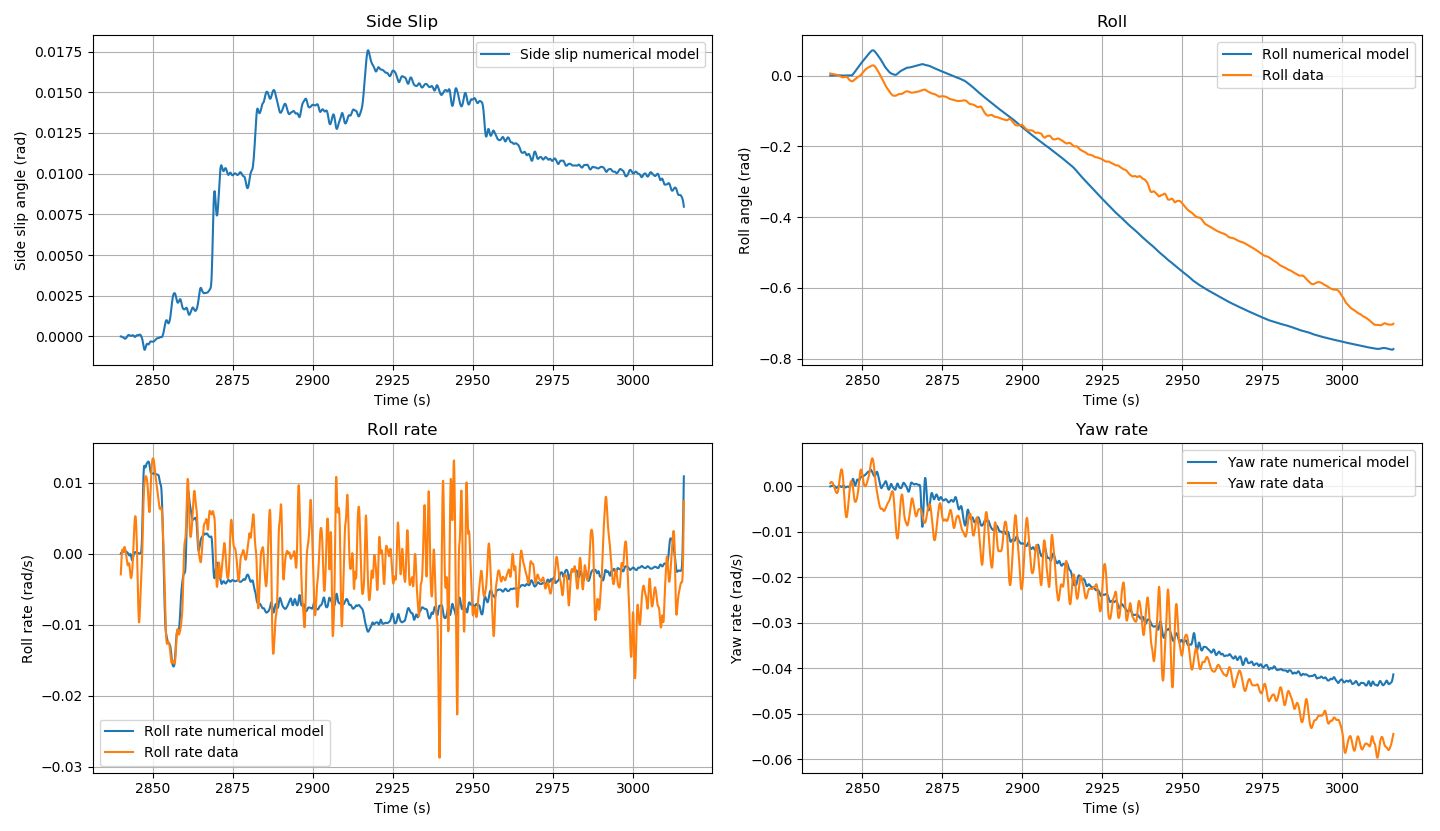 Side Slip
Side slip angle (rad)
0.0175
0.0150
0.0125
0.0100
0.0075
0.0050
0.0025
0.0000
Side slip numerical model
2850 2875 2900 2925 2950 2975 3000
Time (s)
Roll
Roll angle (rad)
0.0
−0.2
−0.4
−0.6
−0.8
Roll numerical model
Roll data
2850 2875 2900 2925 2950 2975 3000
Time (s)
Roll rate
Roll rate (rad/s)
0.01
0.00
−0.01
−0.02
−0.03
Roll rate numerical model
Roll rate data
2850 2875 2900 2925 2950 2975 3000
Time (s)
Yaw rate
Yaw rate (rad/s)
0.00
−0.01
−0.02
−0.03
−0.04
−0.05
−0.06
Yaw rate numerical model
Yaw rate data
2850 2875 2900 2925 2950 2975 3000
Time (s)